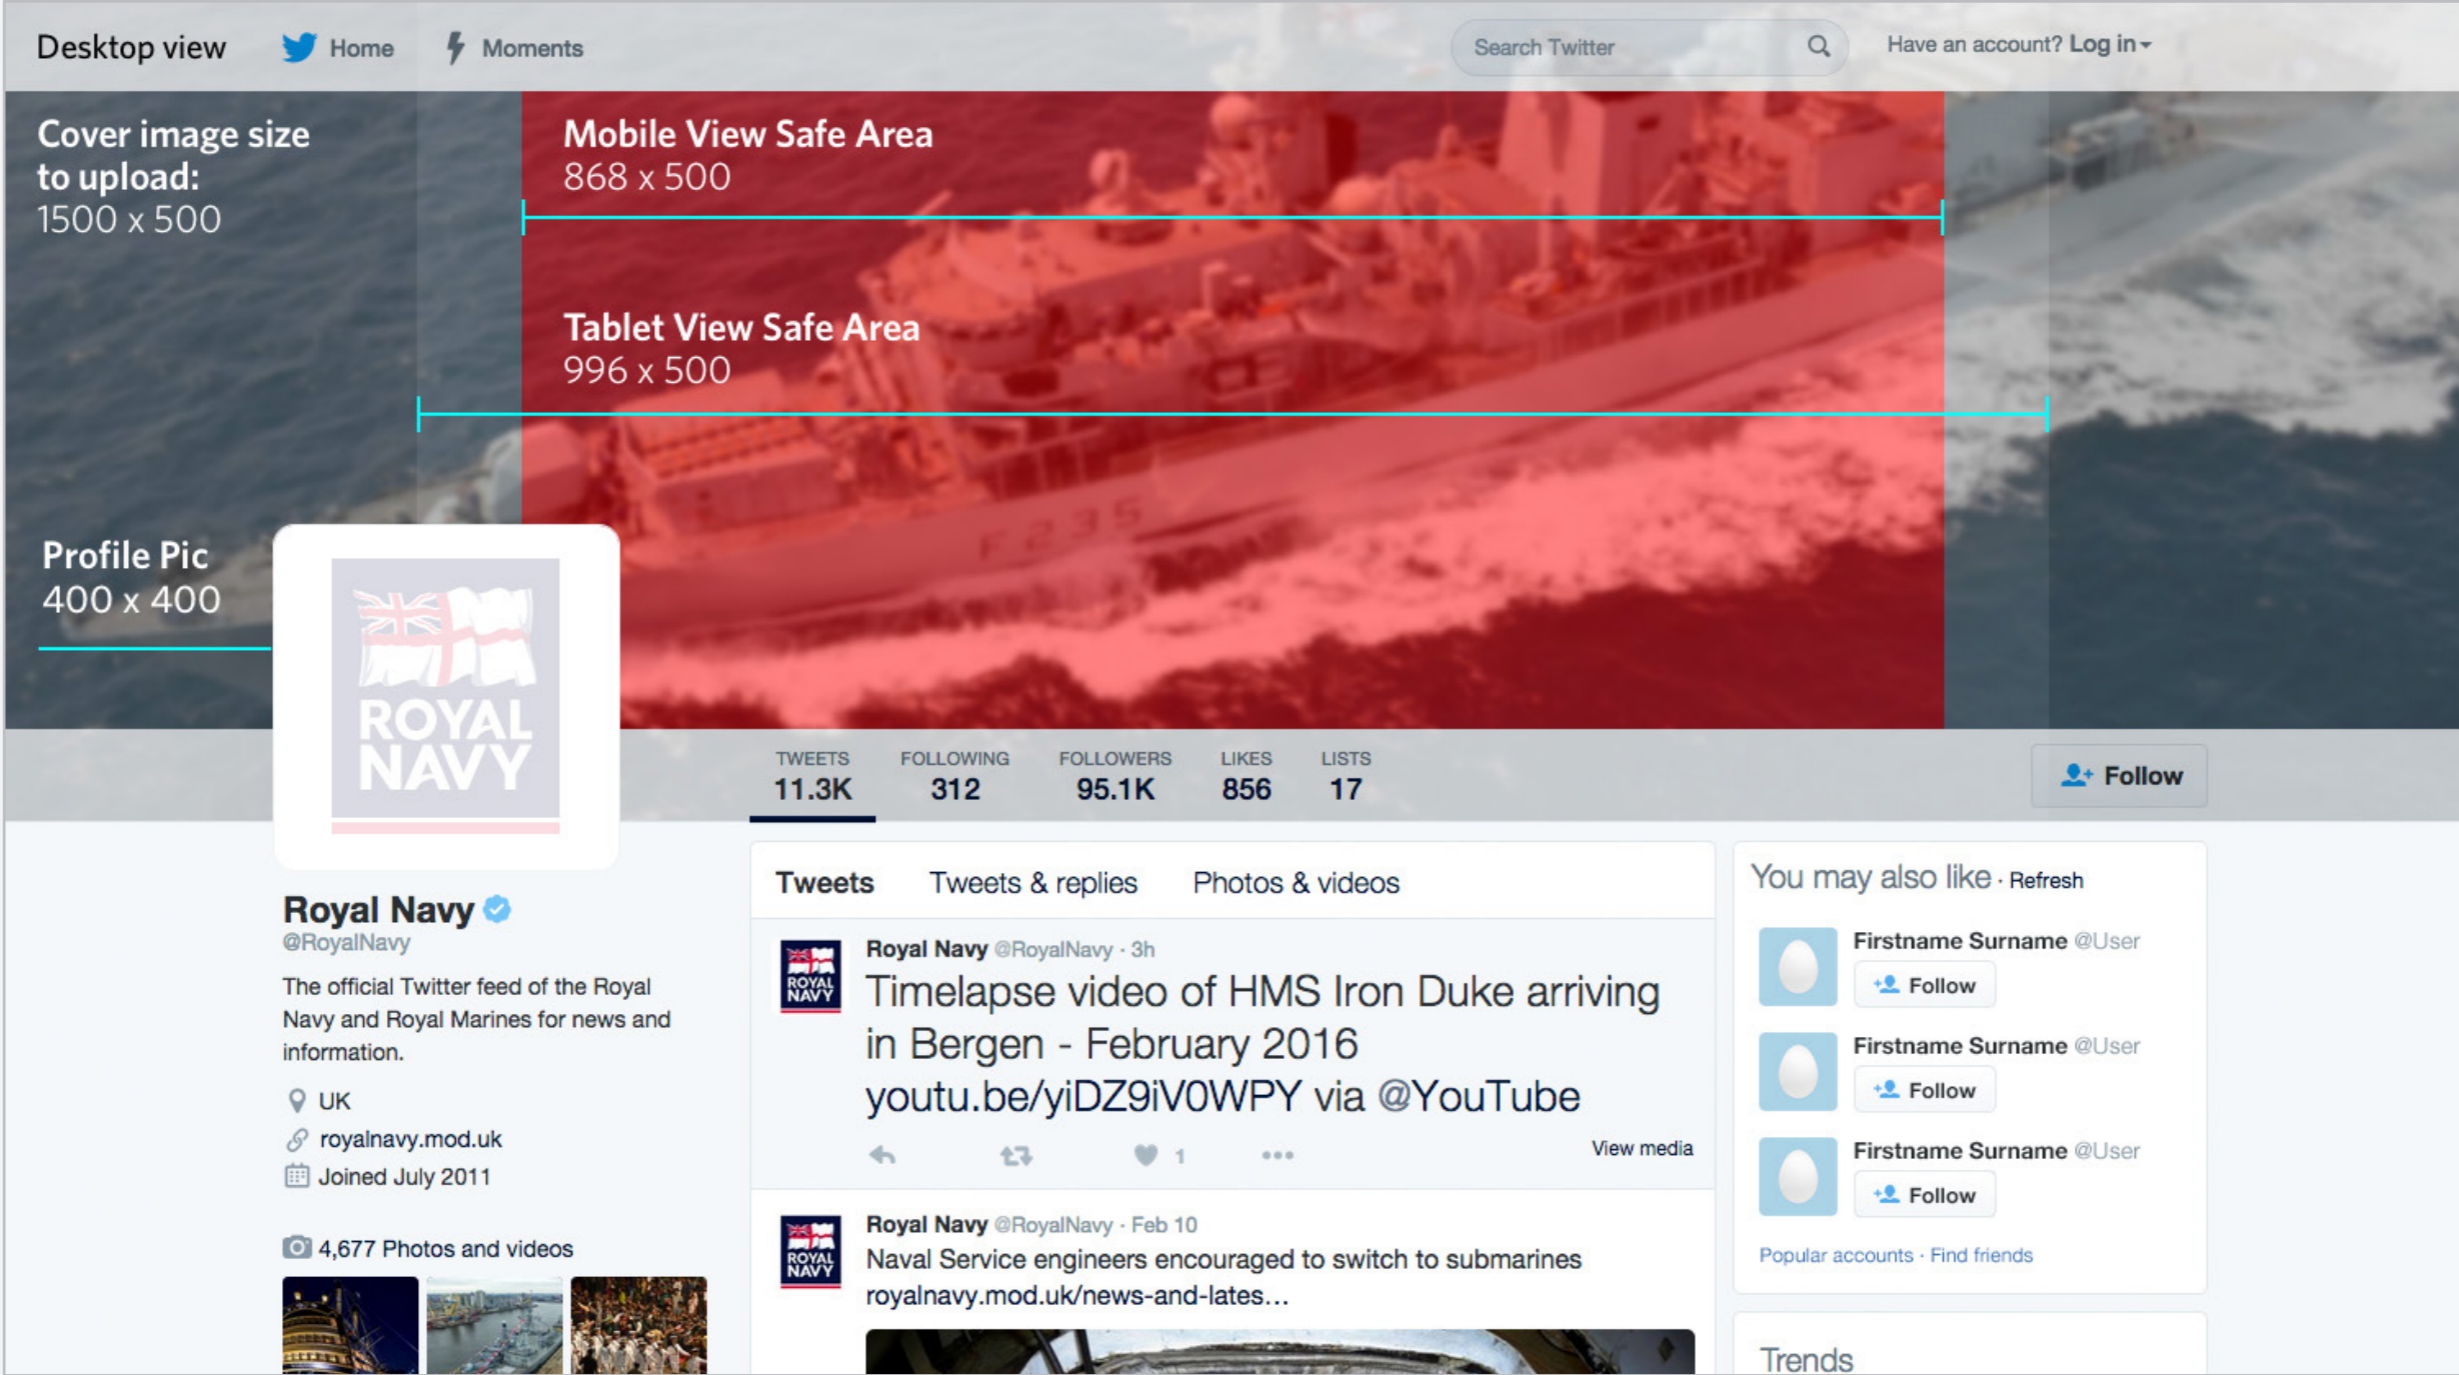 Desktop view
Home
Moments
Search Twitter
Have an account? Log in
Cover image size
to upload:
1500 x 500
Mobile View Safe Area
868 x 500
Tablet View Safe Area
996 x 500
F 235
Profile Pic
400 x 400
ROYAL
NAVY
TWEETS
11.3K
FOLLOWING
312
FOLLOWERS
95.1K
LIKES
856
LISTS
17
Follow
Royal Navy
@RoyalNavy
The official Twitter feed of the Royal
Navy and Royal Marines for news and
information.
UK
royalnavy.mod.uk
Joined July 2011
4,677 Photos and videos
Tweets
Tweets & replies
Photos & videos
ROYAL
NAVY
Royal Navy @RoyalNavy · 3h
Timelapse video of HMS Iron Duke arriving
in Bergen - February 2016
youtu.be/yiDZ9iV0WPY via @YouTube
1
View media
ROYAL
NAVY
Royal Navy @RoyalNavy · Feb 10
Naval Service engineers encouraged to switch to submarines
royalnavy.mod.uk/news-and-lates...
You may also like · Refresh
Firstname Surname @User
Follow
Firstname Surname @User
Follow
Firstname Surname @User
Follow
Popular accounts · Find friends
Trends